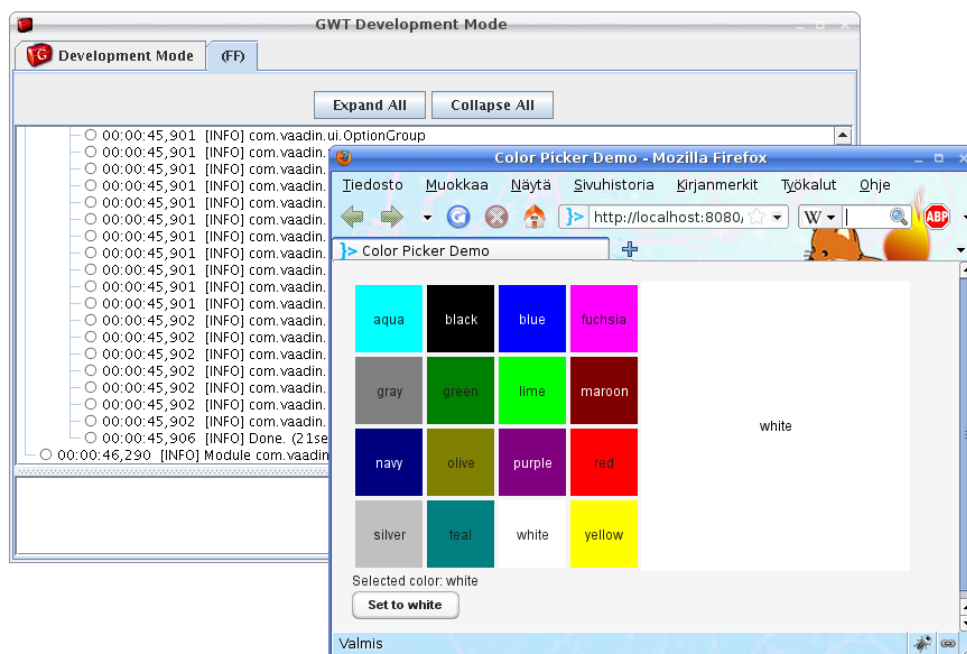 GWT Development Mode
Development Mode (FF)
Expand All Collapse All
00:00:45,901 [INFO] com.vaadin.ui.OptionGroup
00:00:45,901 [INFO] com.vaadin.
00:00:45,901 [INFO] com.vaadin.
00:00:45,901 [INFO] com.vaadin.
00:00:45,901 [INFO] com.vaadin.
00:00:45,901 [INFO] com.vaadin.
00:00:45,901 [INFO] com.vaadin.
00:00:45,901 [INFO] com.vaadin.
00:00:45,901 [INFO] com.vaadin.
00:00:45,901 [INFO] com.vaadin.
00:00:45,901 [INFO] com.vaadin.
00:00:45,902 [INFO] com.vaadin.
00:00:45,902 [INFO] com.vaadin.
00:00:45,902 [INFO] com.vaadin.
00:00:45,902 [INFO] com.vaadin.
00:00:45,902 [INFO] com.vaadin.
00:00:45,902 [INFO] com.vaadin.
00:00:45,902 [INFO] com.vaadin.
00:00:45,906 [INFO] Done. (21se
00:00:46,290 [INFO] Module com.vaadin
Color Picker Demo - Mozilla Firefox
Tiedosto Muokkaa Näytä Sivuhistoria Kirjanmerkit Työkalut Ohje
http://localhost:8080/ W ABP
Color Picker Demo
aqua black blue fuchsia
gray green lime maroon
white
navy olive purple red
silver teal white yellow
Selected color: white
Set to white
Valmis